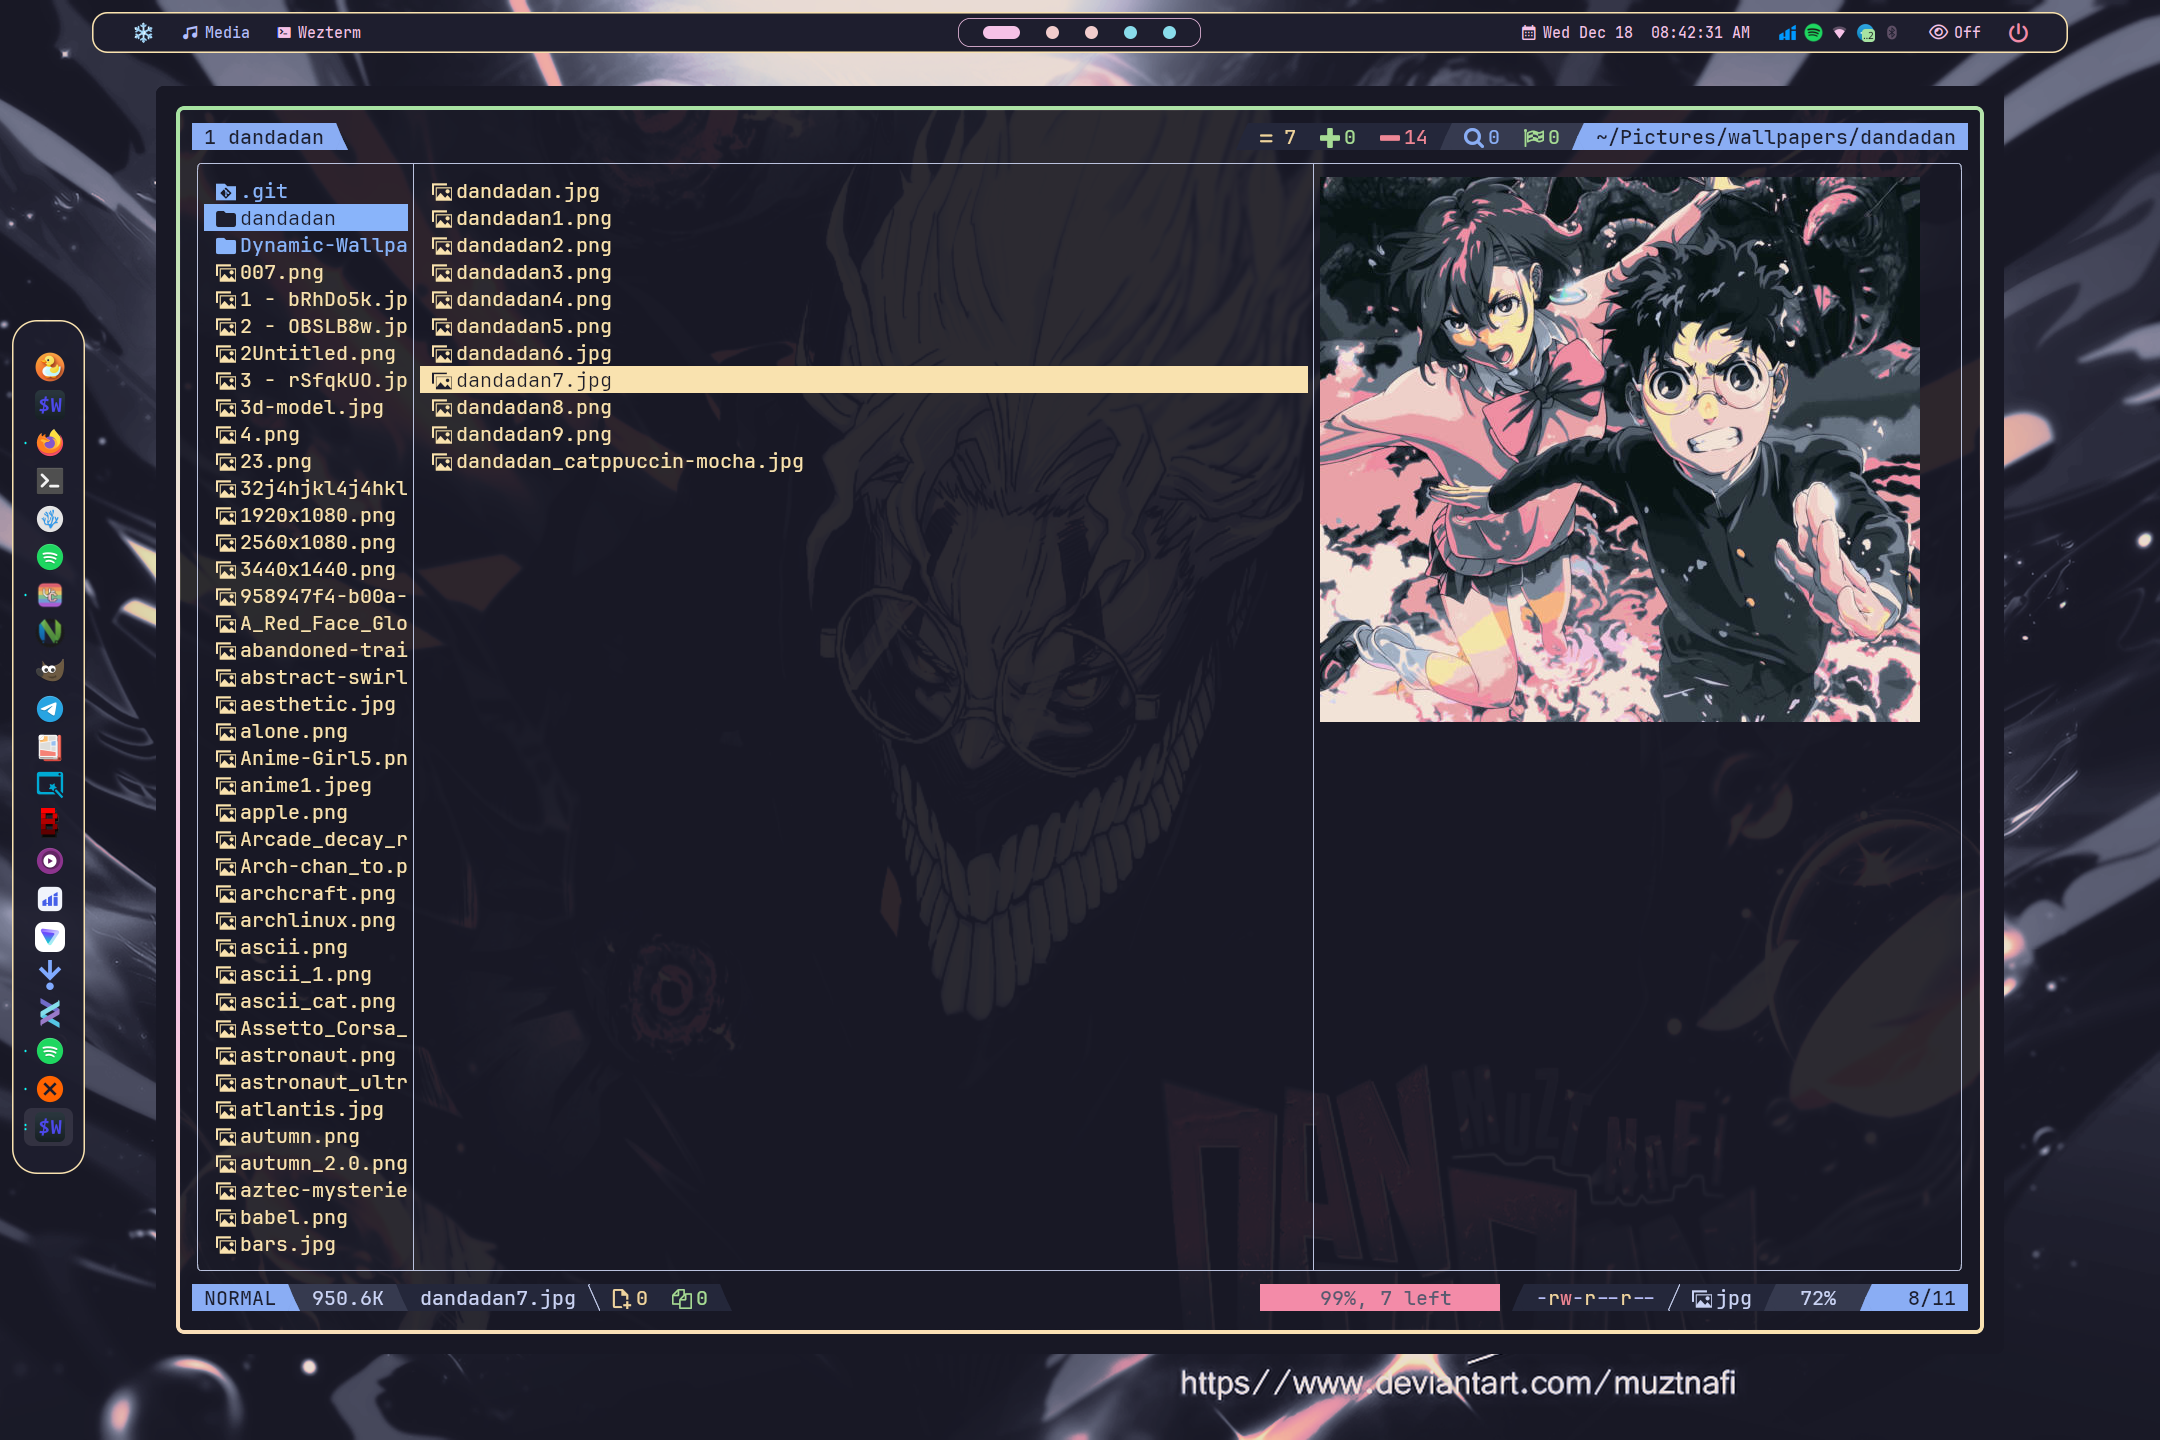 Media
Wezterm
Wed Dec 18 08:42:31 AM
Off
1 dandadan
= 7
0
14
0
0
~/Pictures/wallpapers/dandadan
.git
dandadan
Dynamic-Wallpa
007.png
1 - bRhDo5k.jp
2 - OBSLB8w.jp
2Untitled.png
3 - rSfqkUO.jp
3d-model.jpg
4.png
23.png
32j4hjkl4j4hkl
1920x1080.png
2560x1080.png
3440x1440.png
958947f4-b00a-
A_Red_Face_Glo
abandoned-trai
abstract-swirl
aesthetic.jpg
alone.png
Anime-Girl5.pn
anime1.jpeg
apple.png
Arcade_decay_r
Arch-chan_to.p
archcraft.png
archlinux.png
ascii.png
ascii_1.png
ascii_cat.png
Assetto_Corsa_
astronaut.png
astronaut_ultr
atlantis.jpg
autumn.png
autumn_2.0.png
aztec-mysterie
babel.png
bars.jpg
dandadan.jpg
dandadan1.png
dandadan2.png
dandadan3.png
dandadan4.png
dandadan5.png
dandadan6.jpg
dandadan7.jpg
dandadan8.png
dandadan9.png
dandadan_catppuccin-mocha.jpg
$W
B
$W
MUZT NAFI
DAN
DAN
NORMAL 950.6K dandadan7.jpg 0 0
99%, 7 left
-rw-r--r--
jpg
72%
8/11
https//www.deviantart.com/muztnafi